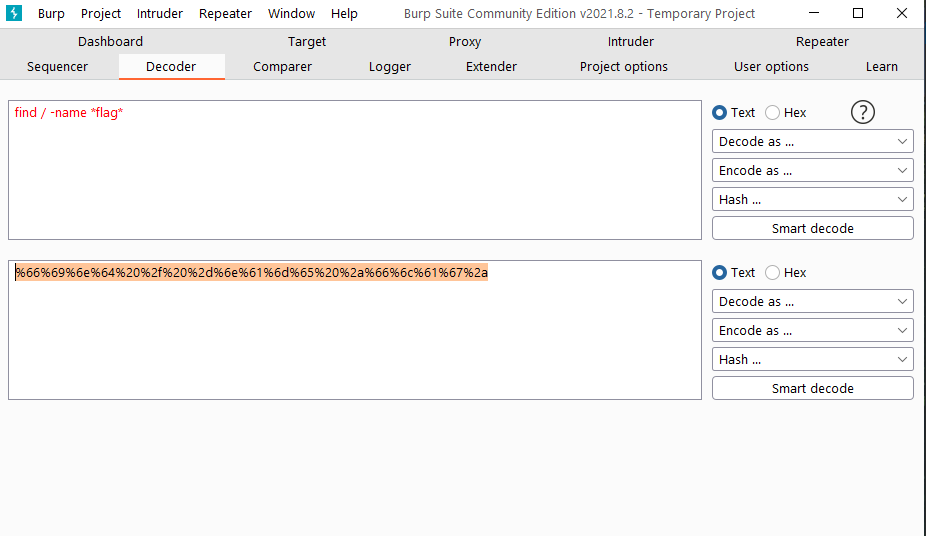 Burp Project Intruder Repeater Window Help Burp Suite Community Edition v2021.8.2 - Temporary Project
Dashboard Target Proxy Intruder Repeater
Sequencer Decoder Comparer Logger Extender Project options User options Learn
find / -name *flag*
Text Hex ?
Decode as ...
Encode as ...
Hash ...
Smart decode
%66%69%6e%64%20%2f%20%2d%6e%61%6d%65%20%2a%66%6c%61%67%2a
Text Hex
Decode as ...
Encode as ...
Hash ...
Smart decode